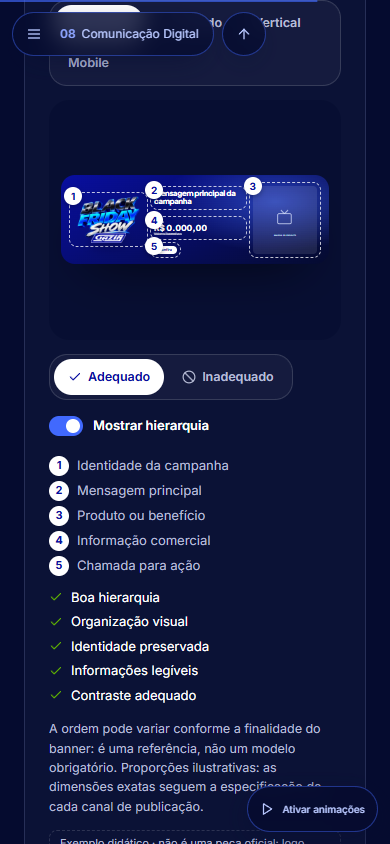 08 Comunicação Digital
Vertical
Mobile
1
BLACK
FRIDAY
SHOW
GAZIN
2
Mensagem principal da
campanha
3
4
R$ 0.000,00
5
Adequado
Inadequado
Mostrar hierarquia
1 Identidade da campanha
2 Mensagem principal
3 Produto ou benefício
4 Informação comercial
5 Chamada para ação
Boa hierarquia
Organização visual
Identidade preservada
Informações legíveis
Contraste adequado
A ordem pode variar conforme a finalidade do
banner: é uma referência, não um modelo
obrigatório. Proporções ilustrativas: as
dimensões exatas seguem a especificação de
cada canal de publicação.
Ativar animações
Exemplo didático · não é uma peça oficial: logo